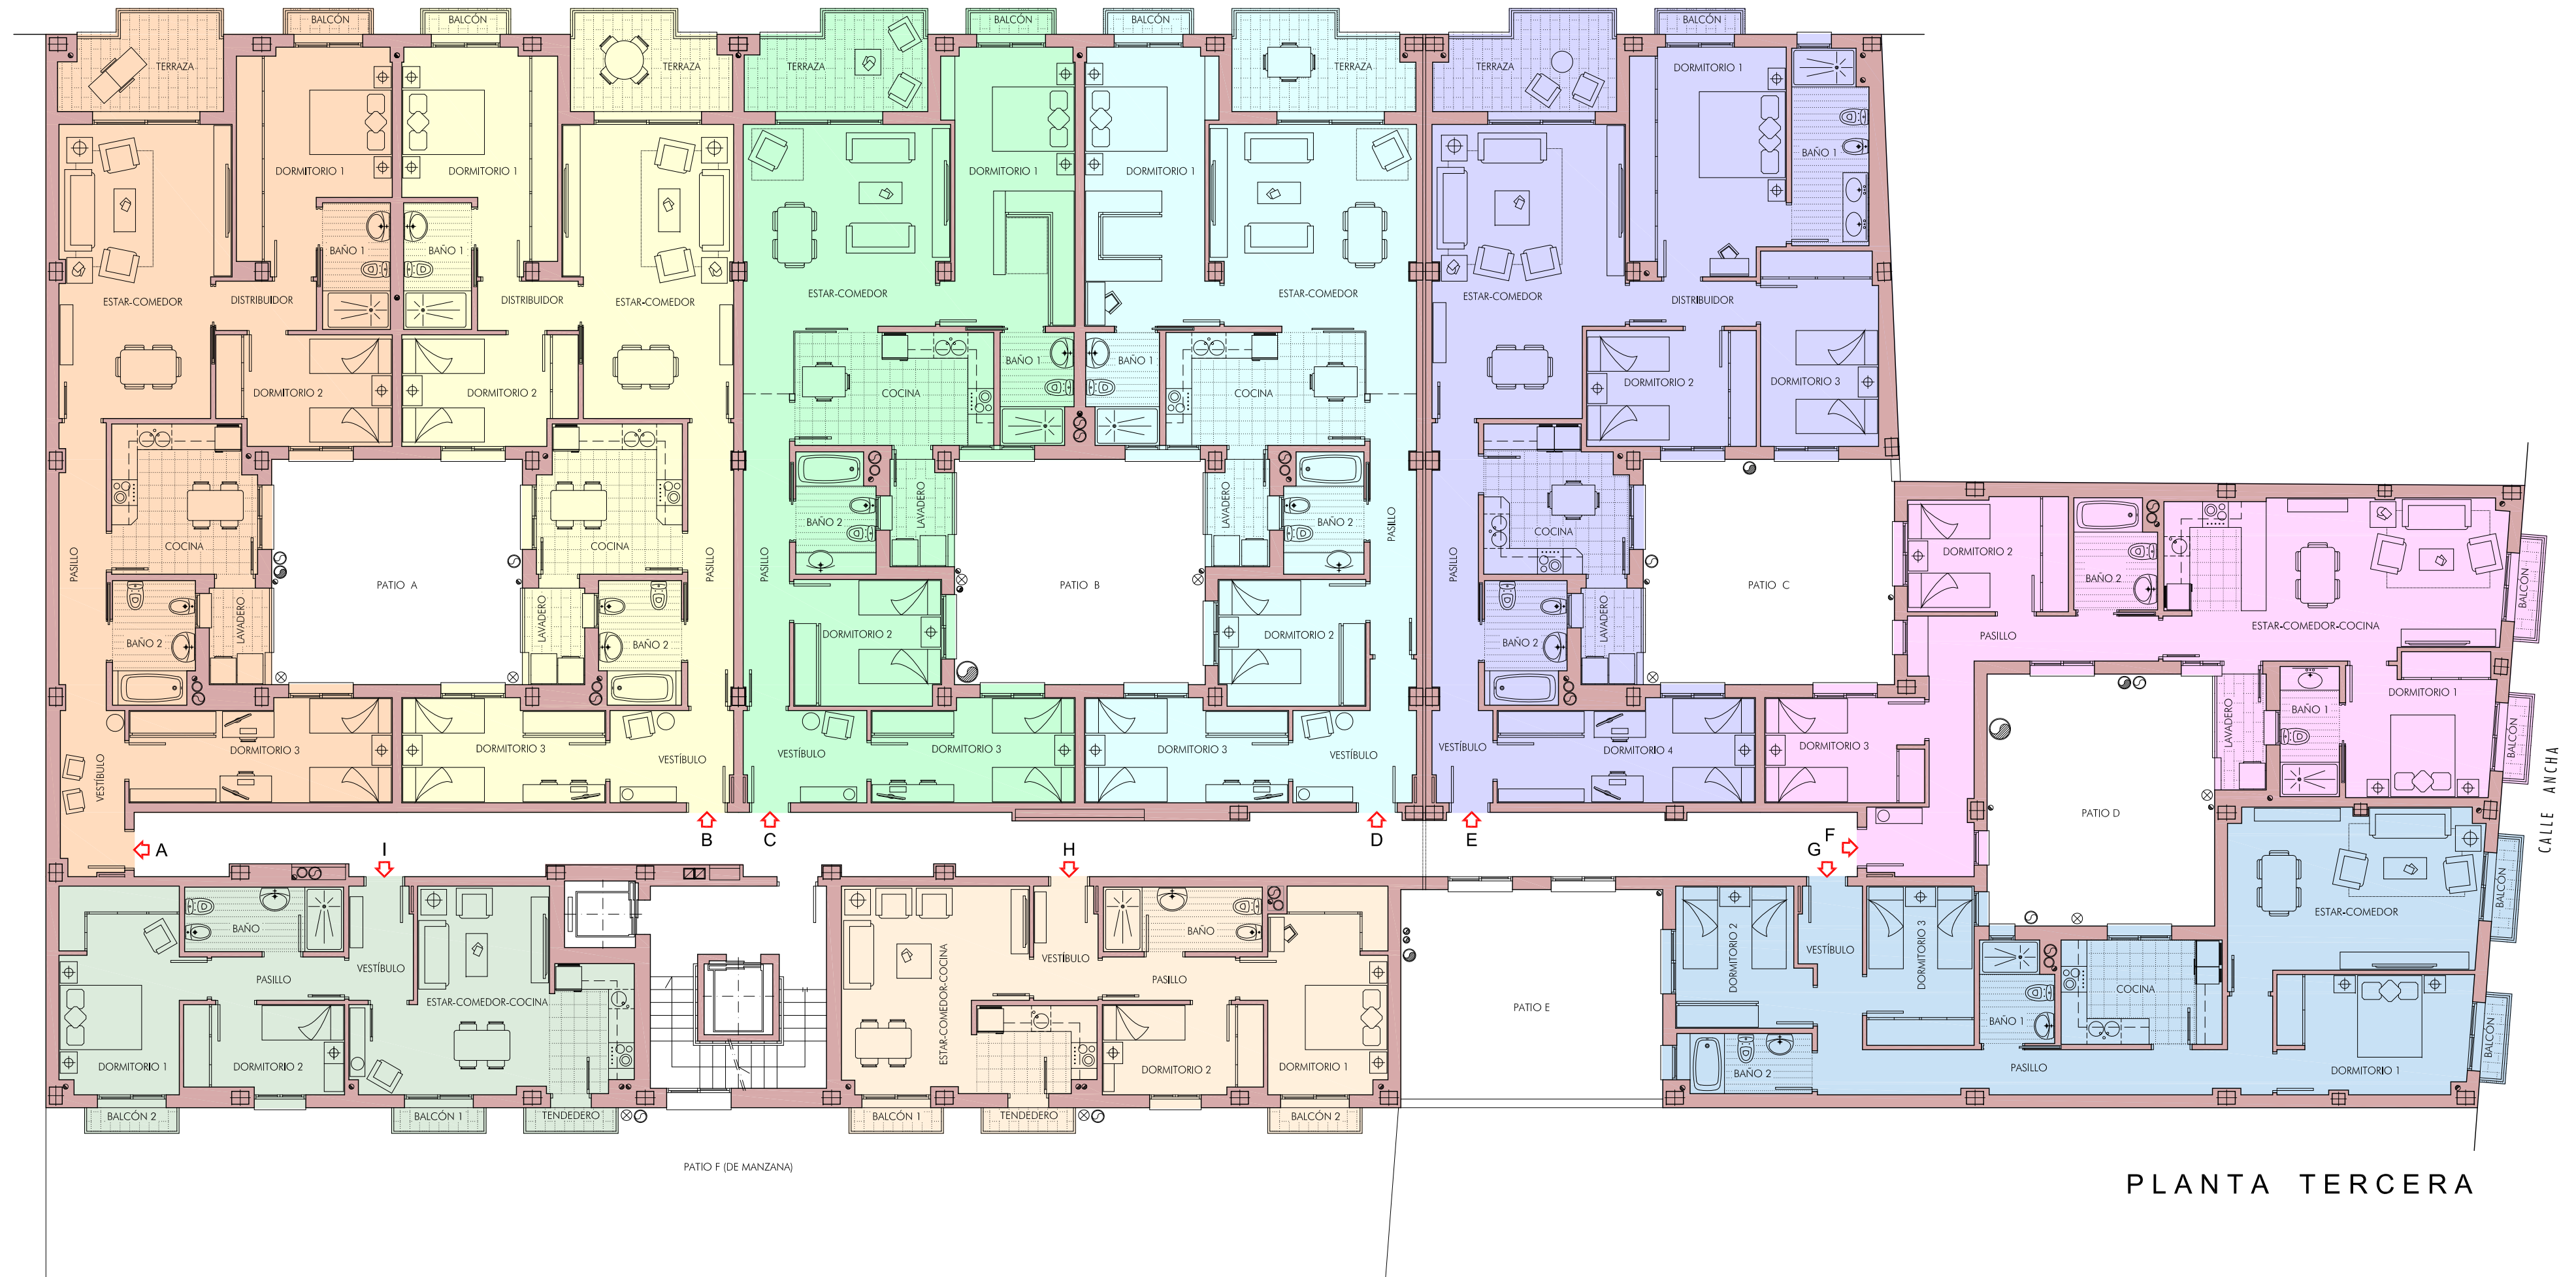 BALCÓN
BALCÓN
BALCÓN
BALCÓN
BALCÓN
TERRAZA
TERRAZA
TERRAZA
TERRAZA
TERRAZA
DORMITORIO 1
DORMITORIO 1
DORMITORIO 1
DORMITORIO 1
DORMITORIO 1
BAÑO 1
BAÑO 1
BAÑO 1
ESTAR-COMEDOR
DISTRIBUIDOR
DISTRIBUIDOR
ESTAR-COMEDOR
ESTAR-COMEDOR
ESTAR-COMEDOR
ESTAR-COMEDOR
DISTRIBUIDOR
BAÑO 1
BAÑO 1
DORMITORIO 2
DORMITORIO 2
COCINA
COCINA
DORMITORIO 2
DORMITORIO 3
COCINA
COCINA
BAÑO 2
LAVADERO
LAVADERO
BAÑO 2
PASILLO
COCINA
DORMITORIO 2
PASILLO
PATIO A
PASILLO
PASILLO
PATIO B
PASILLO
PATIO C
BAÑO 2
BALCÓN
BAÑO 2
LAVADERO
LAVADERO
BAÑO 2
DORMITORIO 2
DORMITORIO 2
BAÑO 2
LAVADERO
PASILLO
ESTAR-COMEDOR-COCINA
DORMITORIO 1
BAÑO 1
LAVADERO
BALCÓN
VESTÍBULO
DORMITORIO 3
DORMITORIO 3
VESTÍBULO
VESTÍBULO
DORMITORIO 3
DORMITORIO 3
VESTÍBULO
VESTÍBULO
DORMITORIO 4
DORMITORIO 3
CALLE ANCHA
PATIO D
A
I
B
C
H
D
E
F
G
BALCÓN
BAÑO
VESTÍBULO
PASILLO
ESTAR-COMEDOR-COCINA
DORMITORIO 1
DORMITORIO 2
ESTAR-COMEDOR-COCINA
VESTÍBULO
BAÑO
PASILLO
DORMITORIO 2
DORMITORIO 1
PATIO E
DORMITORIO 2
VESTÍBULO
DORMITORIO 3
ESTAR-COMEDOR
COCINA
BAÑO 1
BALCÓN
BAÑO 2
PASILLO
DORMITORIO 1
BALCÓN 2
BALCÓN 1
TENDEDERO
BALCÓN 1
TENDEDERO
BALCÓN 2
PATIO F (DE MANZANA)
PLANTA TERCERA